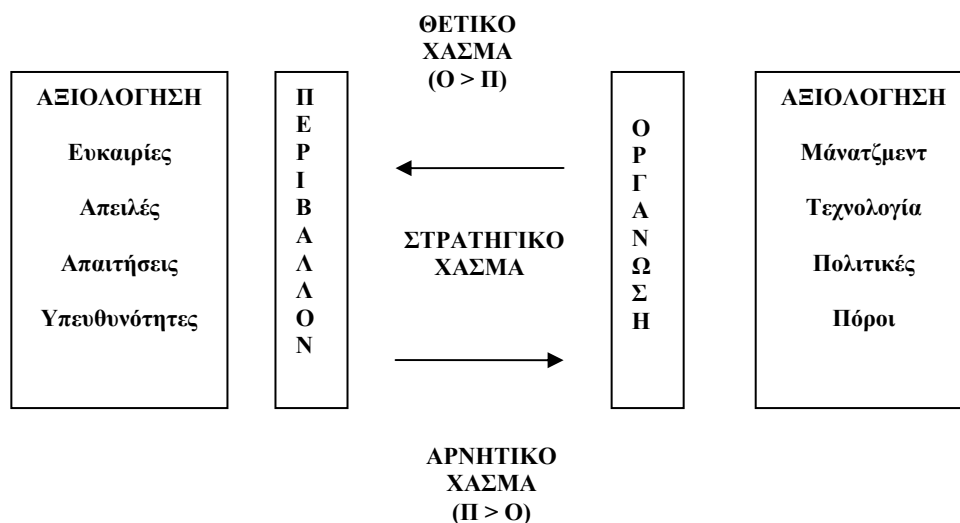 ΘΕΤΙΚΟ
ΧΑΣΜΑ
(Ο > Π)
ΑΞΙΟΛΟΓΗΣΗ
Ευκαιρίες
Απειλές
Απαιτήσεις
Υπευθυνότητες
Π
Ε
Ρ
Ι
Β
Α
Λ
Λ
Ο
Ν
ΣΤΡΑΤΗΓΙΚΟ
ΧΑΣΜΑ
Ο
Ρ
Γ
Α
Ν
Ω
Σ
Η
ΑΞΙΟΛΟΓΗΣΗ
Μάνατζμεντ
Τεχνολογία
Πολιτικές
Πόροι
ΑΡΝΗΤΙΚΟ
ΧΑΣΜΑ
(Π > Ο)